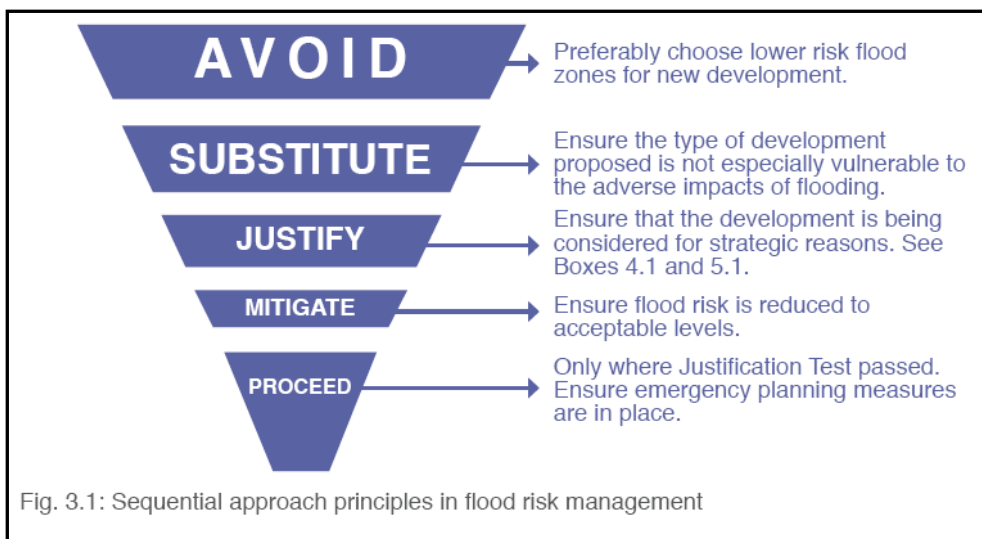 AVOID
Preferably choose lower risk flood
zones for new development.
SUBSTITUTE
Ensure the type of development
proposed is not especially vulnerable to
the adverse impacts of flooding.
JUSTIFY
Ensure that the development is being
considered for strategic reasons. See
Boxes 4.1 and 5.1.
MITIGATE
Ensure flood risk is reduced to
acceptable levels.
PROCEED
Only where Justification Test passed.
Ensure emergency planning measures
are in place.
Fig. 3.1: Sequential approach principles in flood risk management